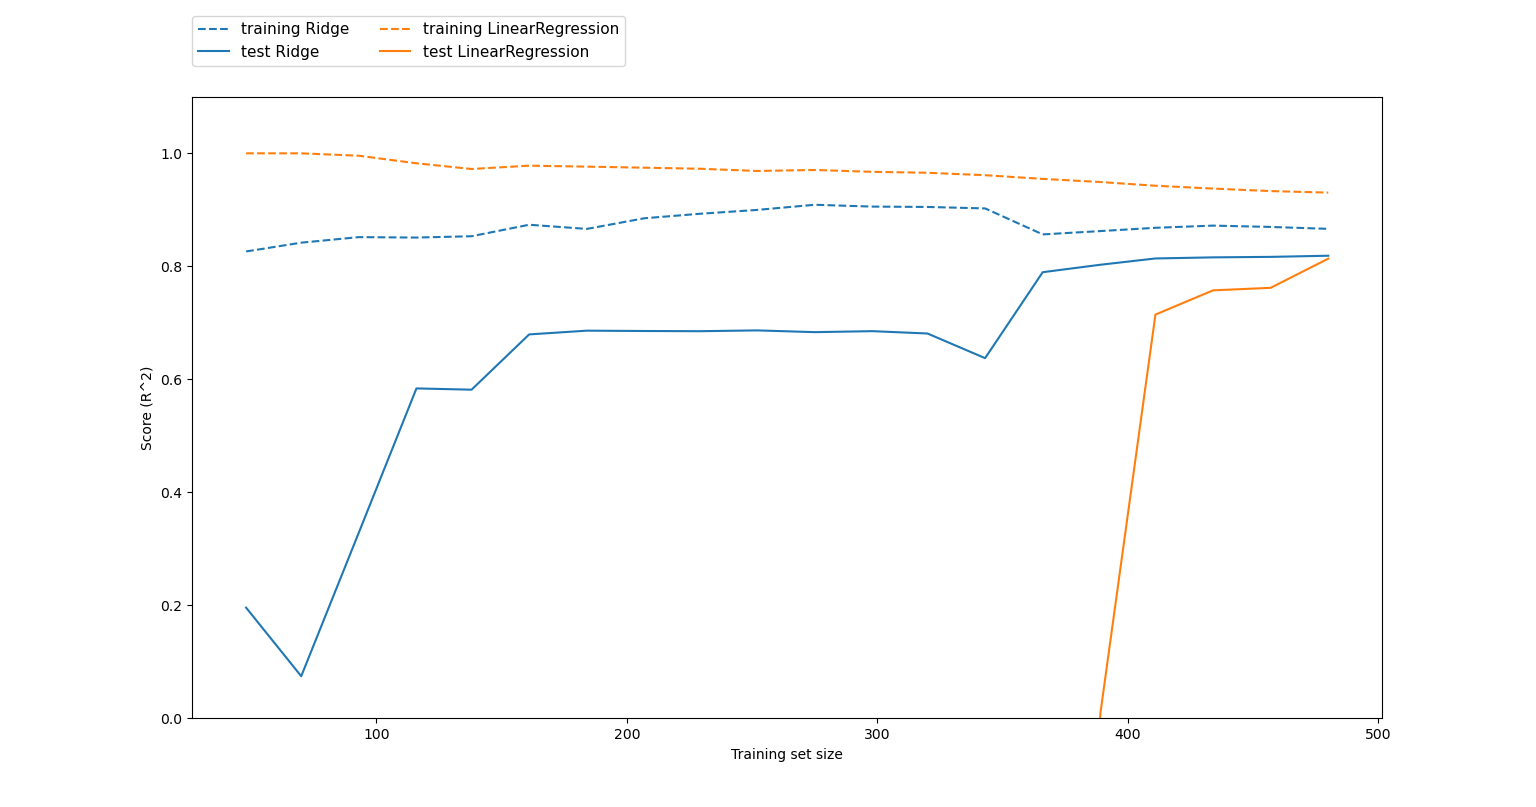 training Ridge
test Ridge
training LinearRegression
test LinearRegression
1.0
0.8
0.6
0.4
0.2
0.0
Score (R^2)
100
200
300
400
500
Training set size